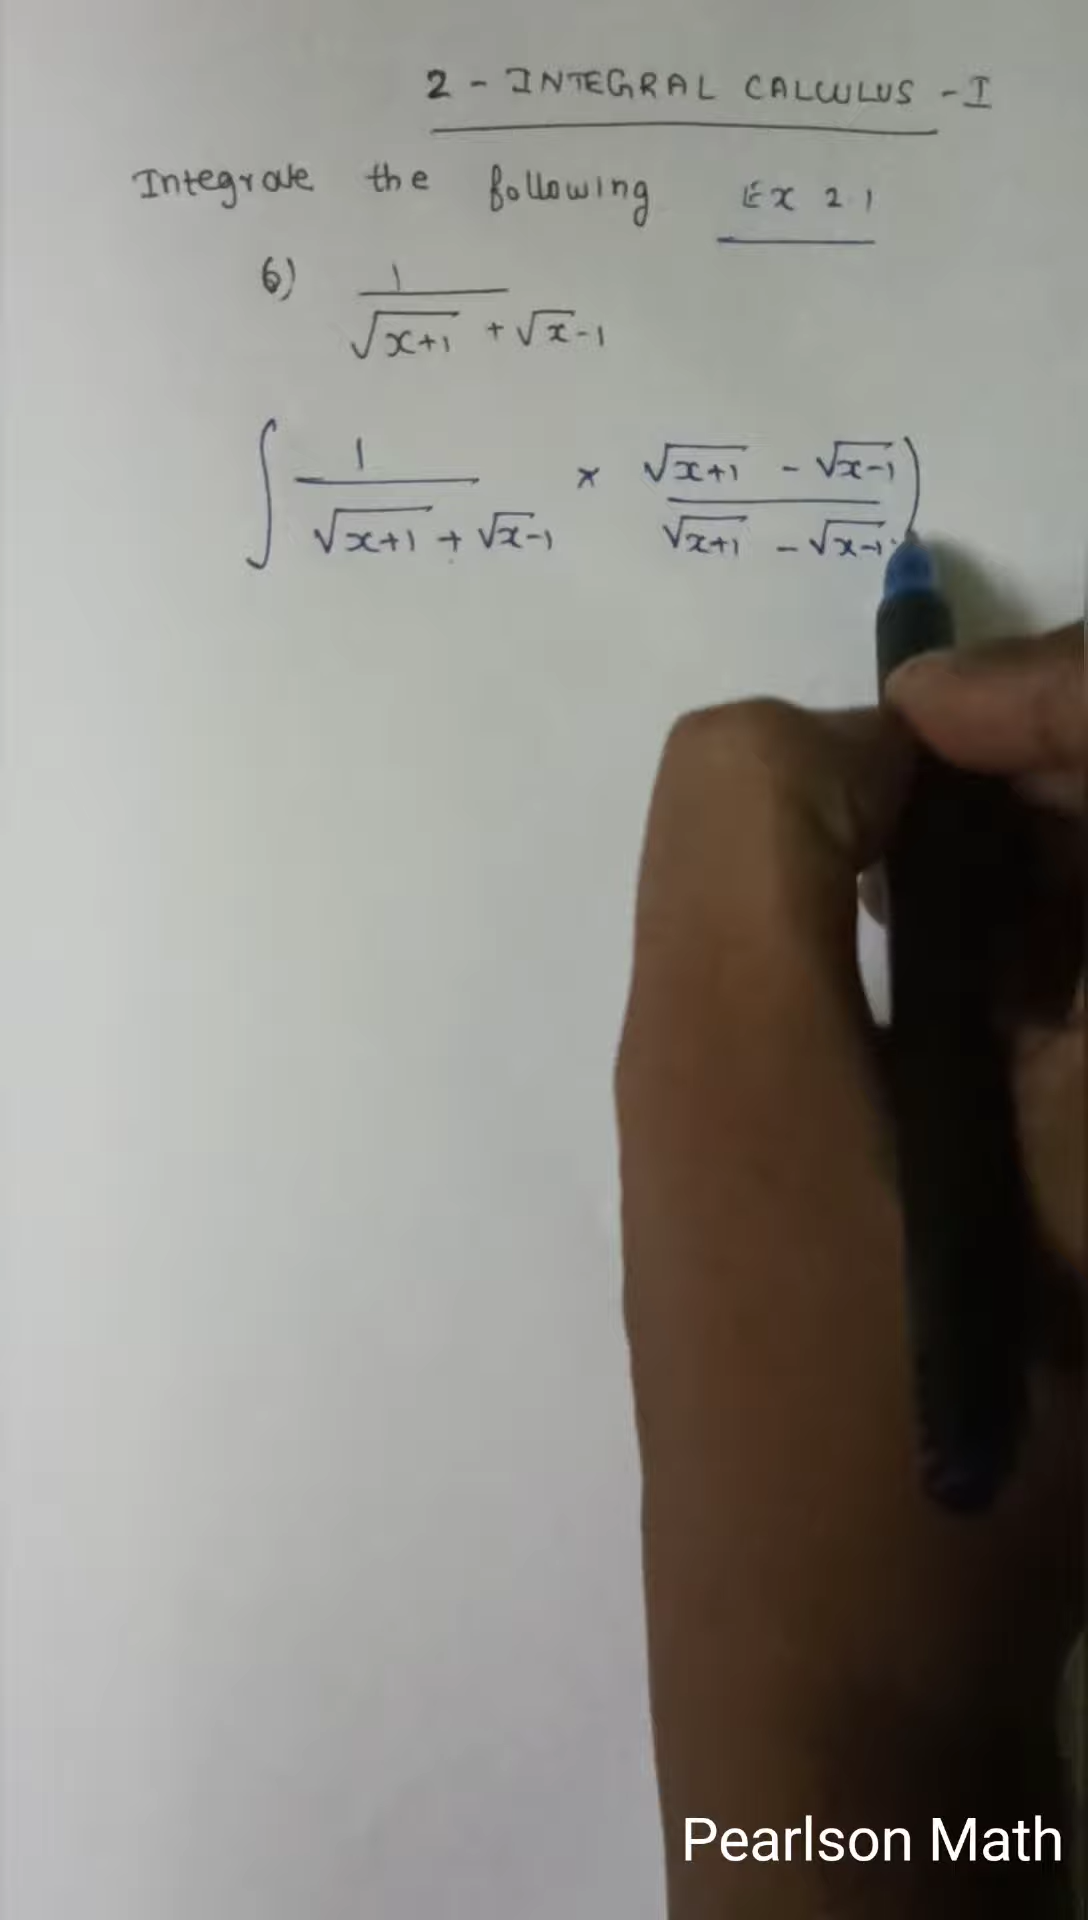 2 - INTEGRAL CALCULUS - I
Integrate the following Ex 2.1
6) 1 / √x+1 + √x-1
∫ 1 / √x+1 + √x-1 × √x+1 - √x-1 / √x+1 - √x-1 )
Pearlson Math